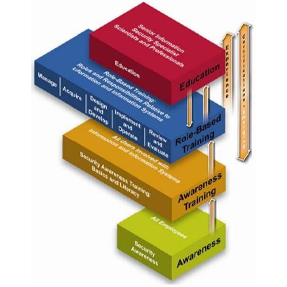 Senior Information
Security Specialist
Scientists and Professionals
Education
Education
Role-Based Training:
Roles and Responsibilities Relative to
Information and Information Systems
Manage
Acquire
Design and Develop
Implement and Operate
Review and Evaluate
Role-Based
Training
All Users Involved with
Information and Information Systems
Security Awareness Training:
Basics and Literacy
Awareness
Training
All Employees
Security
Awareness
Awareness
Experience